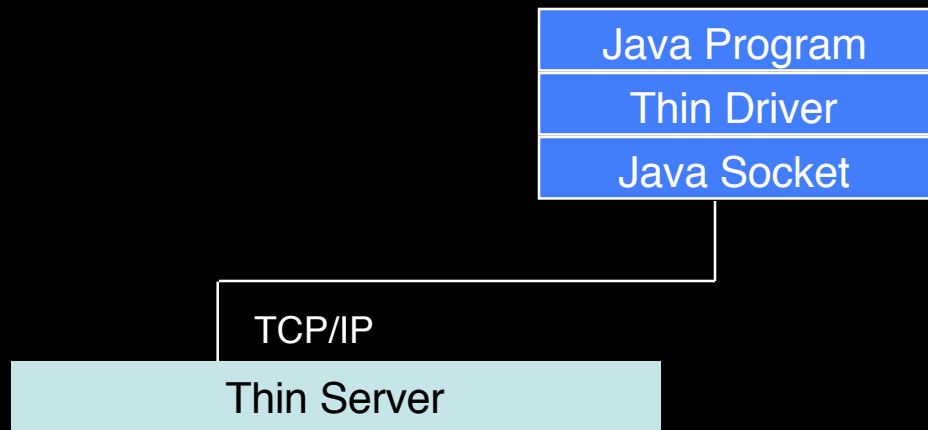 Java Program
Thin Driver
Java Socket
TCP/IP
Thin Server